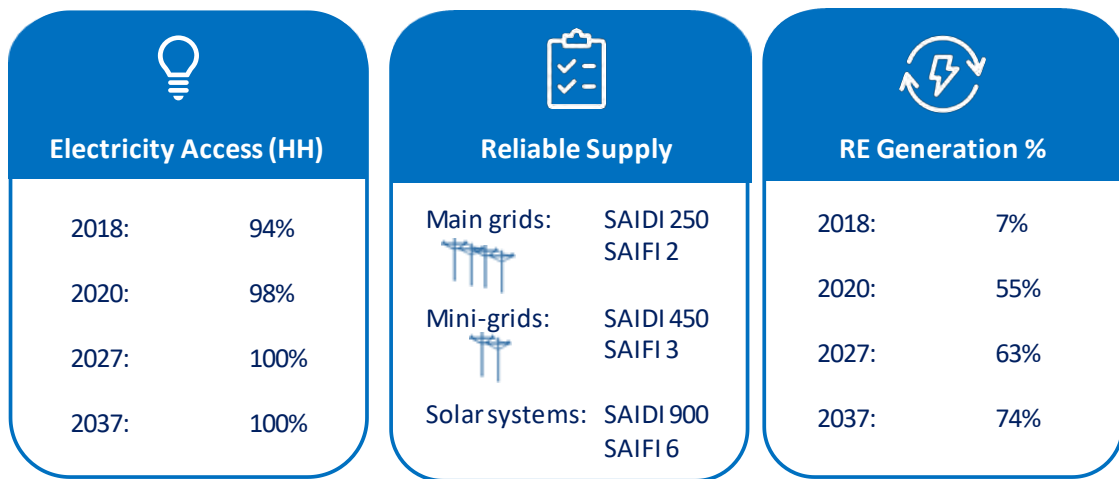 Electricity Access (HH)
2018: 94%
2020: 98%
2027: 100%
2037: 100%
Reliable Supply
Main grids: SAIDI 250
SAIFI 2
Mini-grids: SAIDI 450
SAIFI 3
Solar systems: SAIDI 900
SAIFI 6
RE Generation %
2018: 7%
2020: 55%
2027: 63%
2037: 74%